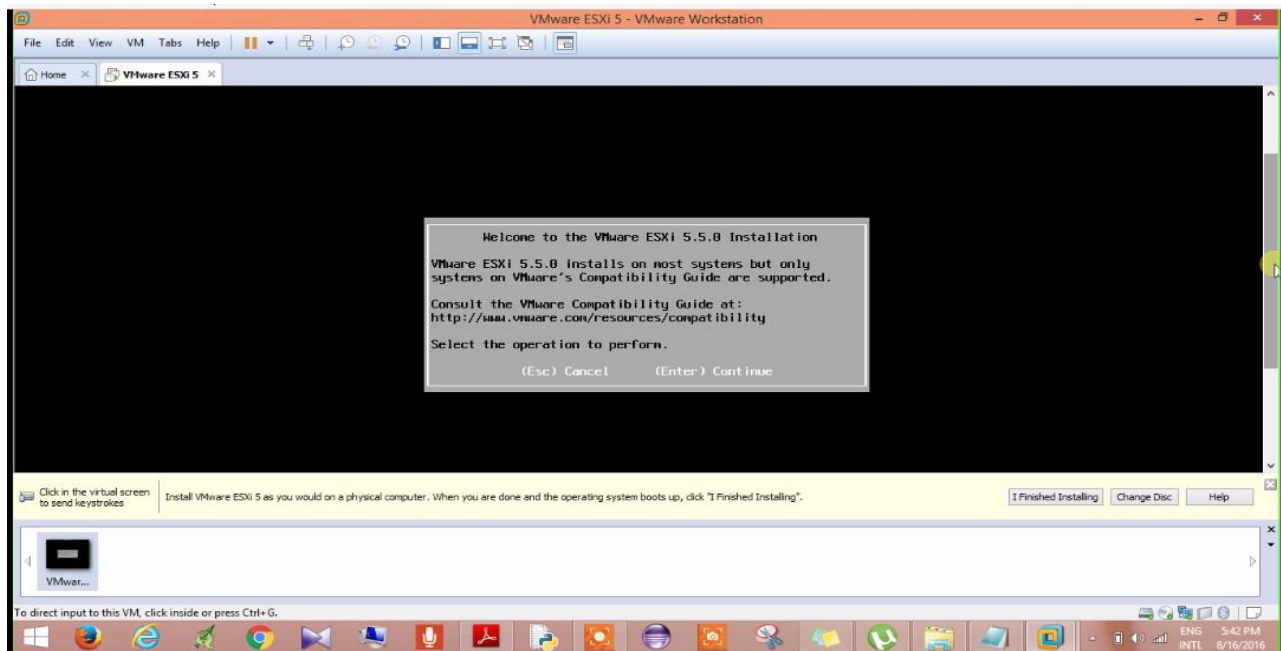 VMware ESXi 5 - VMware Workstation
File Edit View VM Tabs Help
Home VMware ESXi 5
Welcome to the VMware ESXi 5.5.0 Installation
VMware ESXi 5.5.0 installs on most systems but only
systems on VMware's Compatibility Guide are supported.
Consult the VMware Compatibility Guide at:
http://www.vmware.com/resources/compatibility
Select the operation to perform.
(Esc) Cancel (Enter) Continue
Click in the virtual screen
to send keystrokes
Install VMware ESXi 5 as you would on a physical computer. When you are done and the operating system boots up, click "I Finished Installing".
I Finished Installing Change Disc Help
VMwar...
To direct input to this VM, click inside or press Ctrl+G.
ENG 5:42 PM
INTL 8/16/2016